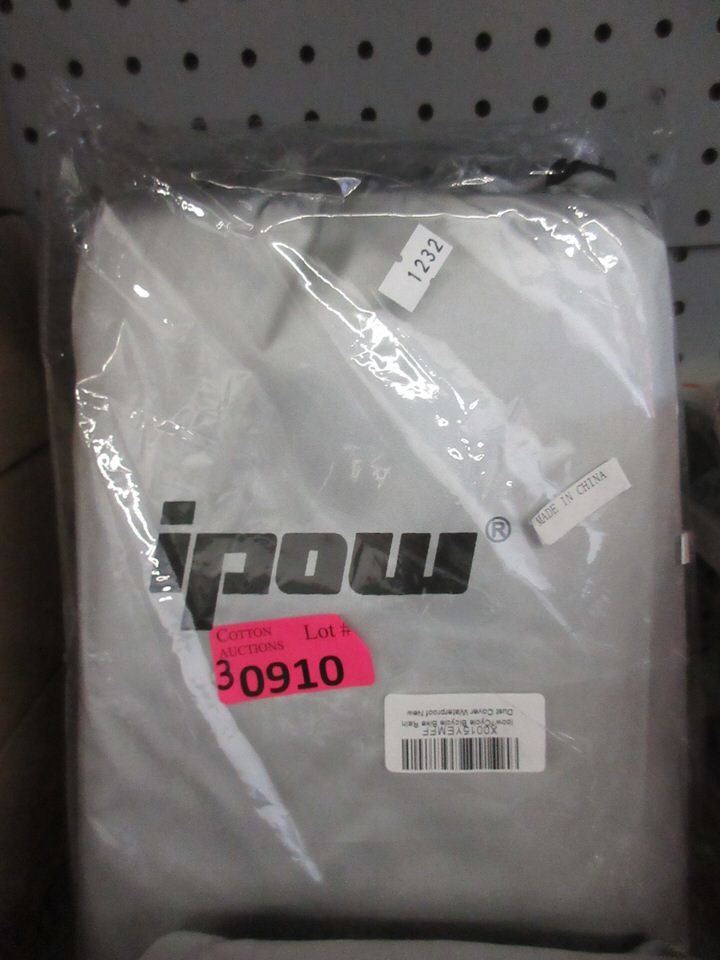 1232
MADE IN CHINA
ipow®
COTTON AUCTIONS Lot #
30910
X0015YEMFF
Ipow?Cycle Bicycle Bike Rain
Dust Cover Waterproof New